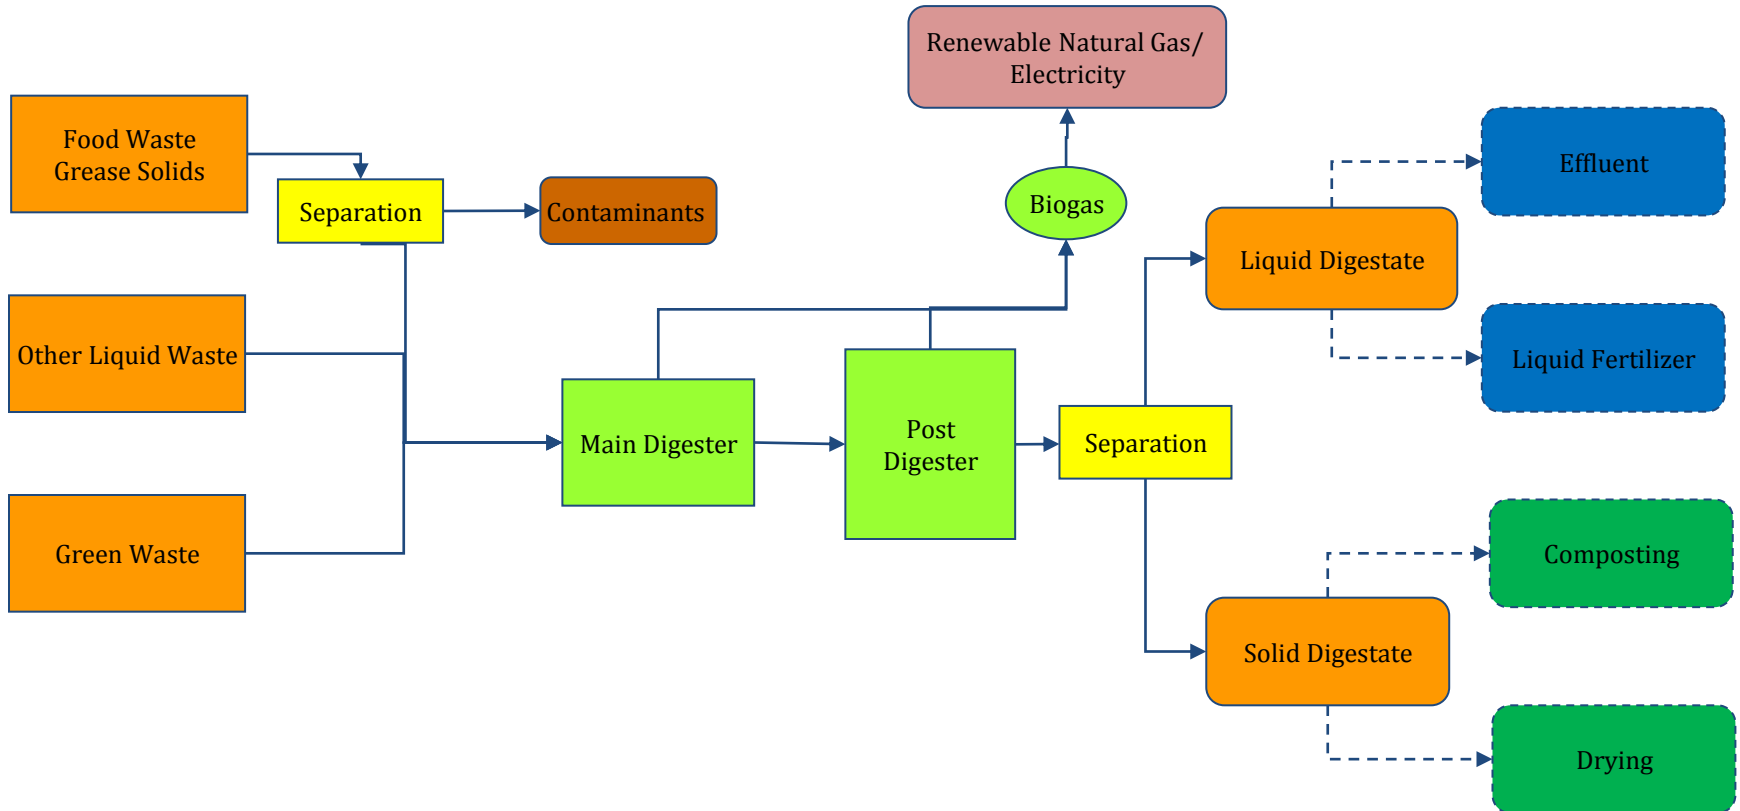 Renewable Natural Gas/
Electricity
Food Waste
Grease Solids
Separation
Contaminants
Biogas
Effluent
Liquid Digestate
Other Liquid Waste
Liquid Fertilizer
Main Digester
Post
Digester
Separation
Green Waste
Composting
Solid Digestate
Drying